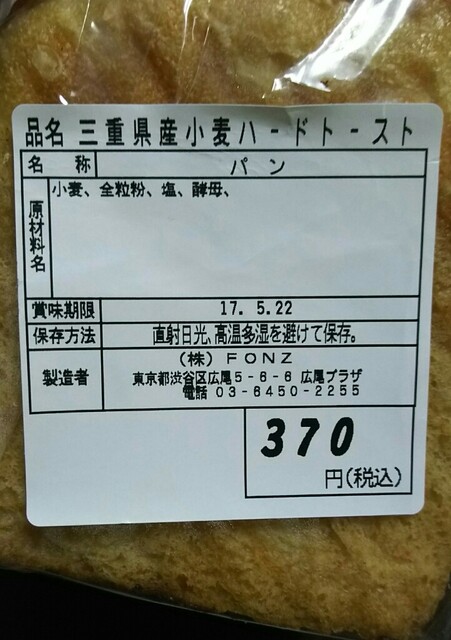 品名 三重県産小麦ハードトースト
名称 パン
原材料名 小麦、全粒粉、塩、酵母、
賞味期限 17. 5.22
保存方法 直射日光、高温多湿を避けて保存。
製造者 (株) FONZ
東京都渋谷区広尾5-6-6 広尾プラザ
電話 03-6450-2255
370
円(税込)